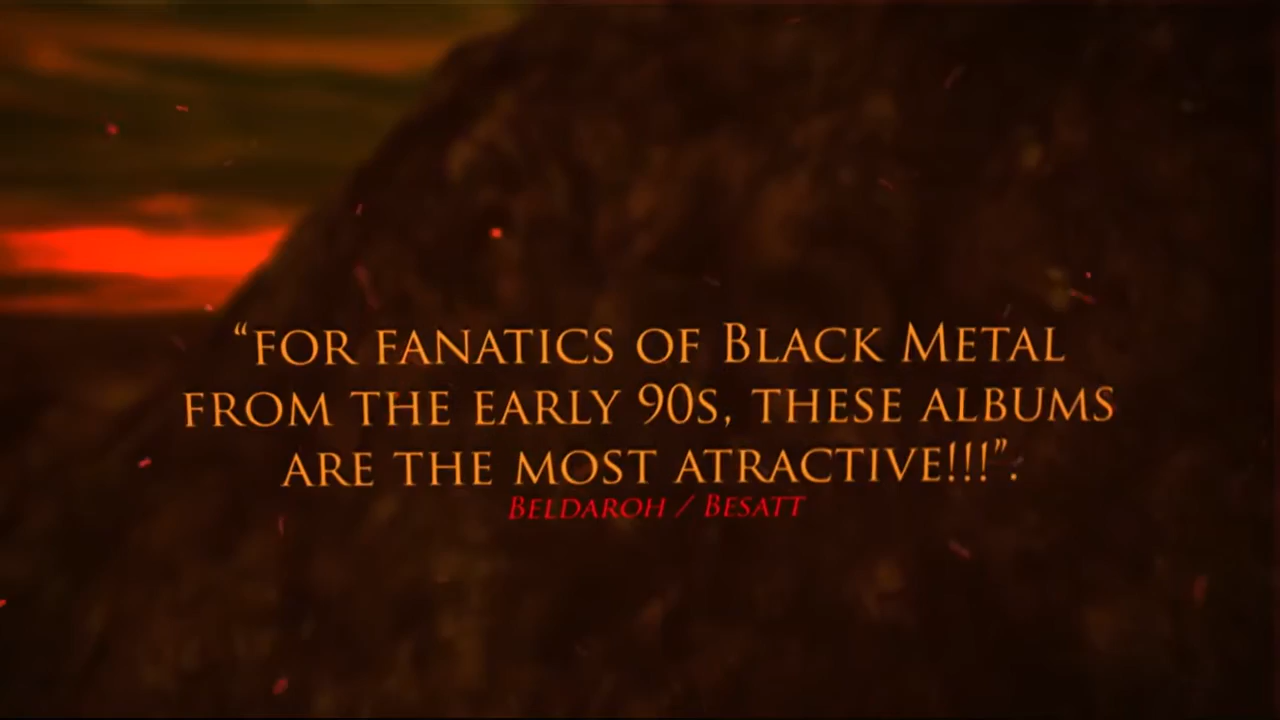 “FOR FANATICS OF BLACK METAL
FROM THE EARLY 90S, THESE ALBUMS
ARE THE MOST ATRACTIVE!!!”.
BELDAROH / BESATT